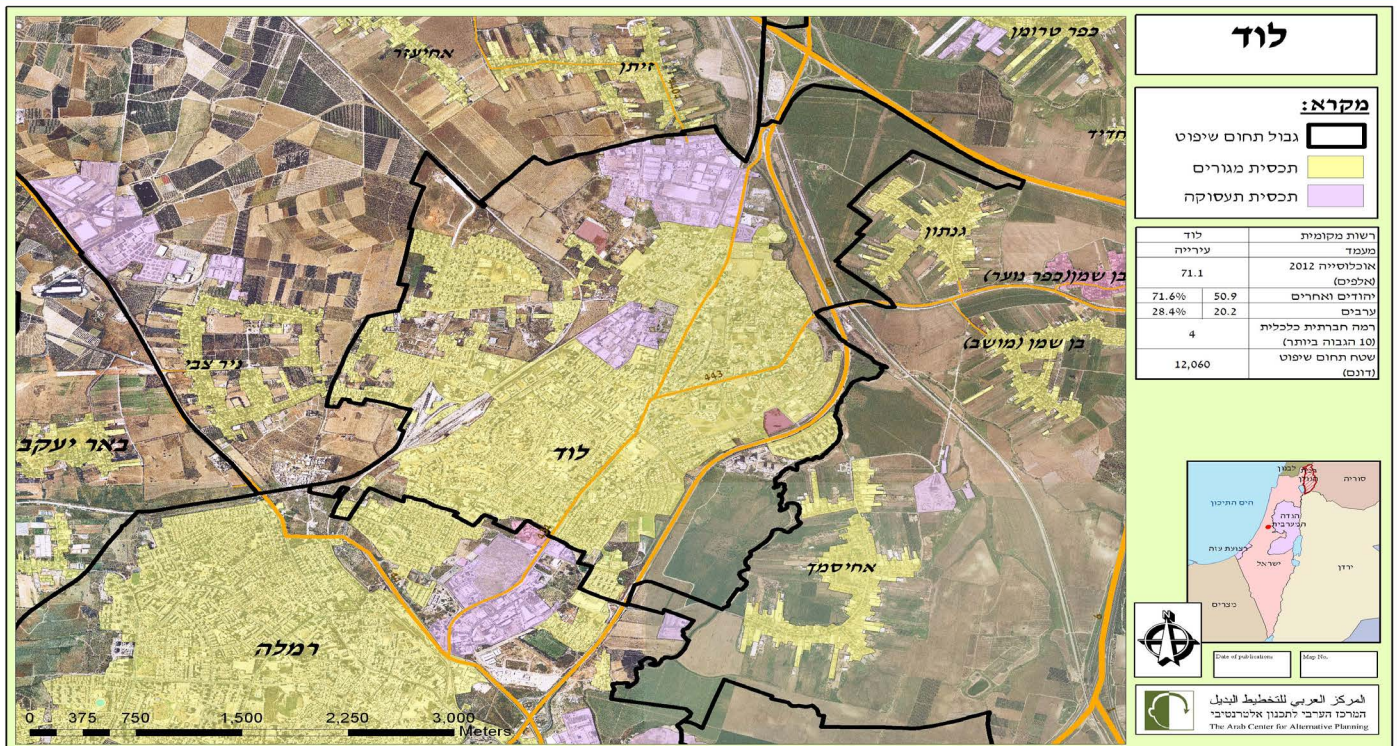 לוד
מקרא:
גבול תחום שיפוט
תכסית מגורים
תכסית תעסוקה
רשות מקומית לוד
מעמד עירייה
אוכלוסייה 2012 (אלפים) 71.1
יהודים ואחרים 50.9 71.6%
ערבים 20.2 28.4%
רמה חברתית כלכלית (10 הגבוה ביותר) 4
שטח תחום שיפוט (דונם) 12,060
כפר טרומן
אחיעזר
זיתן
חדיד
גנתון
בן שמן(כפר נוער)
בן שמן (מושב)
ניר צבי
443
באר יעקב
לוד
אחיסמך
רמלה
0 375 750 1,500 2,250 3,000
Meters
לבנון
סוריה
הים התיכון
הגדה
המערבית
רצועת עזה
ישראל
ירדן
מצרים
N
Date of publications
Map No.
المركز العربي للتخطيط البديل
המרכז הערבי לתכנון אלטרנטיבי
The Arab Center for Alternative Planning